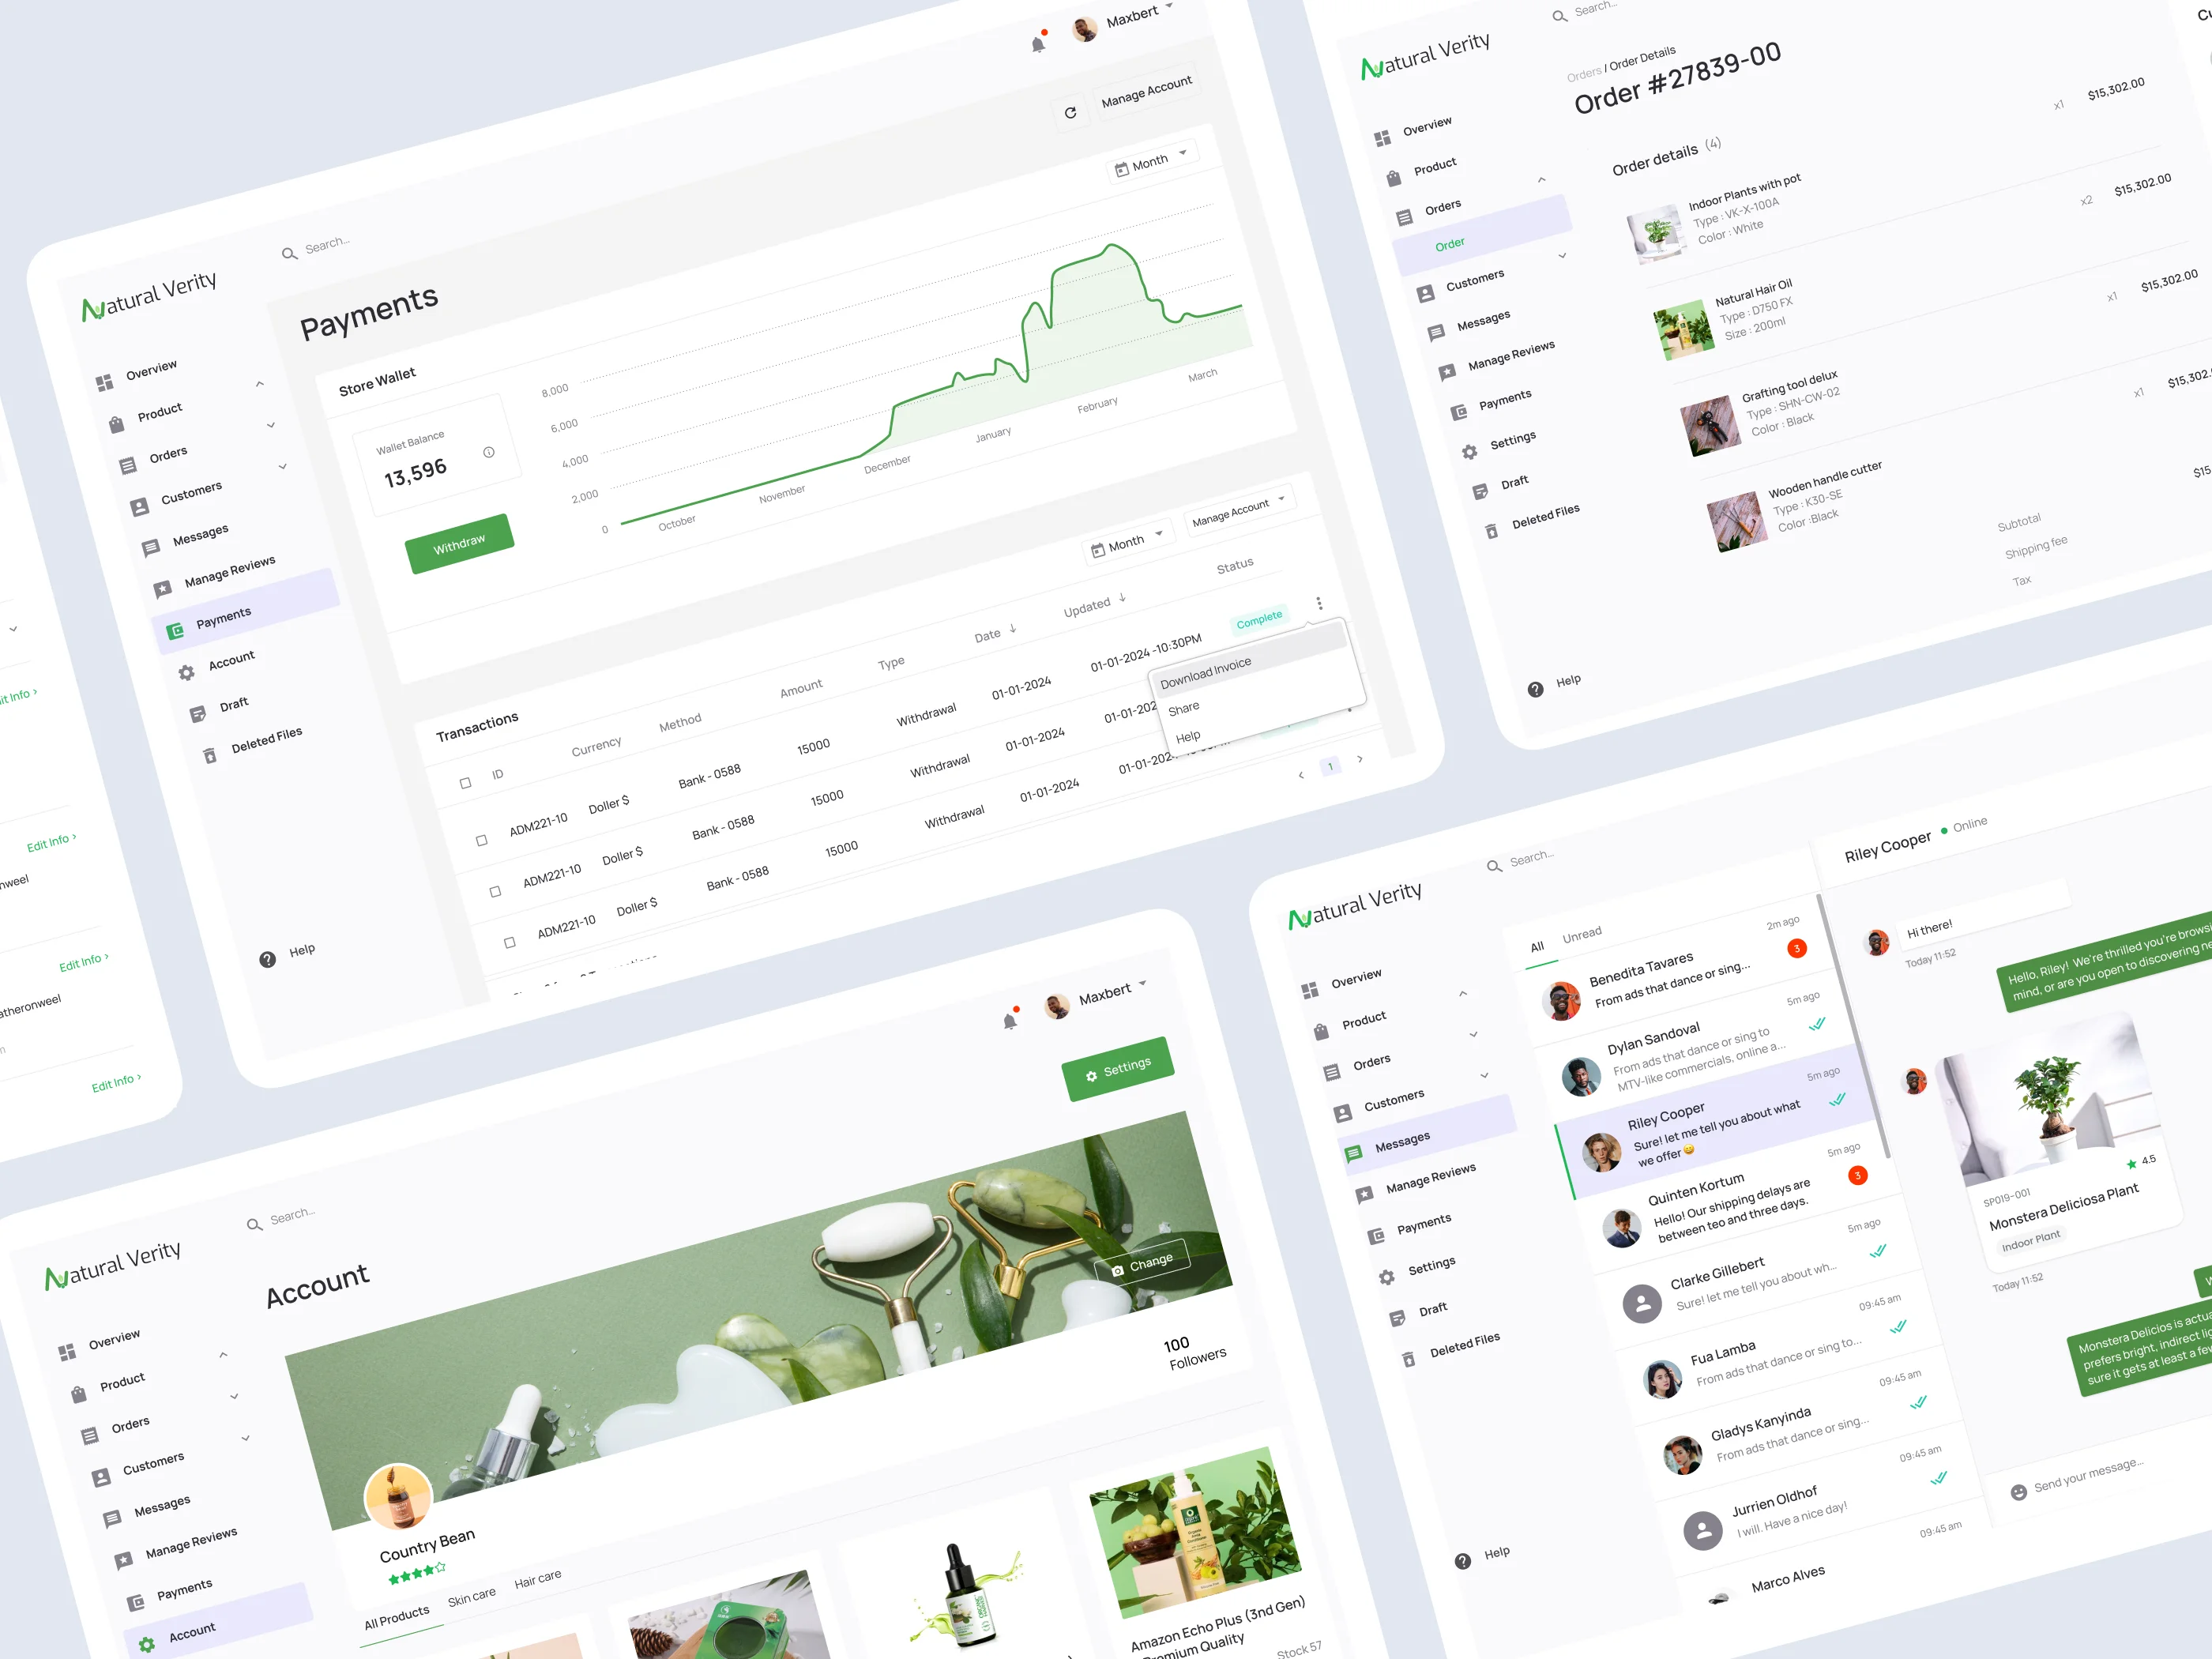 Maxbert
Natural Verity
Search...
Manage Account
Payments
Month
Overview
Product
Orders
Customers
Messages
Manage Reviews
Payments
Account
Draft
Deleted Files
Help
Store Wallet
Wallet Balance
13,596
Withdraw
8,000
6,000
4,000
2,000
0
October
November
December
January
February
March
Month
Manage Account
Transactions
ID
Currency
Method
Amount
Type
Date
Updated
Status
ADM221-10
Doller $
Bank - 0588
15000
Withdrawal
01-01-2024
01-01-2024 -10:30PM
Complete
ADM221-10
Doller $
Bank - 0588
15000
Withdrawal
01-01-2024
ADM221-10
Doller $
Bank - 0588
15000
Withdrawal
01-01-2024
Download Invoice
Share
Help
1
Edit Info
Edit Info
Edit Info
Natural Verity
Search...
Orders / Order Details
Order #27839-00
Overview
Product
Orders
Order
Customers
Messages
Manage Reviews
Payments
Settings
Draft
Deleted Files
Help
Order details (4)
Indoor Plants with pot
Type : VK-X-100A
Color : White
x1
$15,302.00
Natural Hair Oil
Type : D750 FX
Size : 200ml
x2
$15,302.00
Grafting tool delux
Type : SHN-CW-02
Color : Black
x1
$15,302.00
Wooden handle cutter
Type : K30-SE
Color :Black
x1
Subtotal
Shipping fee
Tax
Natural Verity
Search...
Maxbert
Settings
Account
Change
Overview
Product
Orders
Customers
Messages
Manage Reviews
Payments
Account
100
Followers
Country Bean
All Products
Skin care
Hair care
Amazon Echo Plus (3nd Gen)
Premium Quality
Stock 57
Natural Verity
Search...
Overview
Product
Orders
Customers
Messages
Manage Reviews
Payments
Settings
Draft
Deleted Files
Help
All
Unread
Benedita Tavares
From ads that dance or sing...
2m ago
3
Dylan Sandoval
From ads that dance or sing to
MTV-like commercials, online a...
5m ago
Riley Cooper
Sure! let me tell you about what
we offer 😀
5m ago
Quinten Kortum
Hello! Our shipping delays are
between teo and three days.
5m ago
3
Clarke Gillebert
Sure! let me tell you about wh...
5m ago
Fua Lamba
From ads that dance or sing to...
09:45 am
Gladys Kanyinda
From ads that dance or sing...
09:45 am
Jurrien Oldhof
I will. Have a nice day!
09:45 am
Marco Alves
09:45 am
Riley Cooper
Online
Hi there!
Today 11:52
Hello, Riley! We're thrilled you're
mind, or are you open to discovering
4.5
SP019-001
Monstera Deliciosa Plant
Indoor Plant
Today 11:52
Monstera Delicios is
prefers bright, indirect
sure it gets at least a
Send your message...